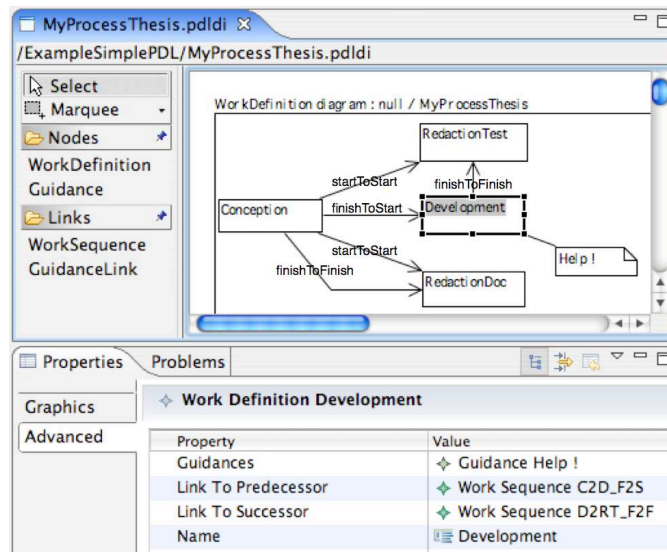 MyProcessThesis.pdldi
/ExampleSimplePDL/MyProcessThesis.pdldi
Select
Marquee
Nodes
WorkDefinition
Guidance
Links
WorkSequence
GuidanceLink
WorkDefinition diagram : null / MyProcessThesis
RedactionTest
startToStart
finishToFinish
Conception
finishToStart
Development
startToStart
Help !
finishToFinish
RedactionDoc
Properties
Problems
Graphics
Advanced
Work Definition Development
Property Value
Guidances Guidance Help !
Link To Predecessor Work Sequence C2D_F2S
Link To Successor Work Sequence D2RT_F2F
Name Development